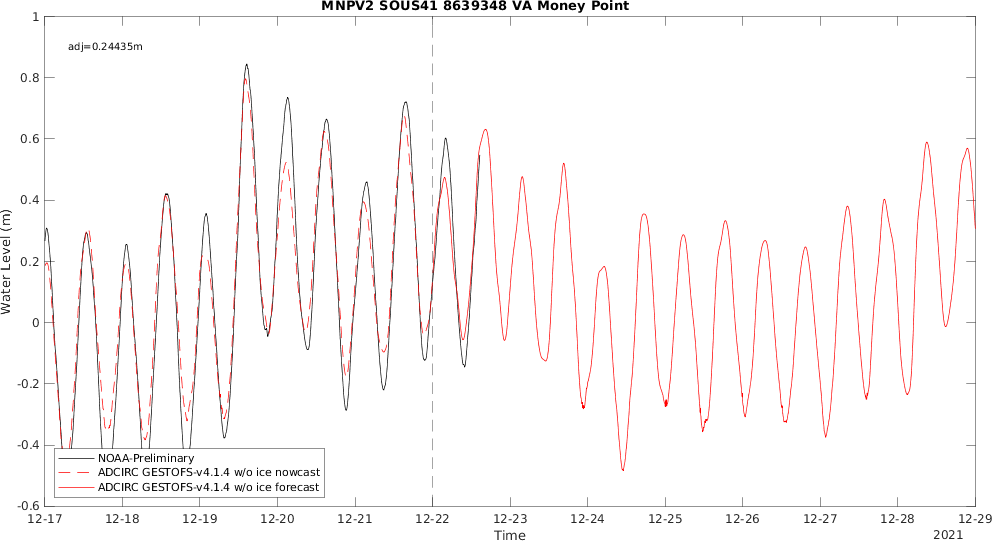 MNPV2 SOUS41 8639348 VA Money Point
adj=0.24435m
Water Level (m)
1
0.8
0.6
0.4
0.2
0
-0.2
-0.4
-0.6
NOAA-Preliminary
ADCIRC GESTOFS-v4.1.4 w/o ice nowcast
ADCIRC GESTOFS-v4.1.4 w/o ice forecast
12-17 12-18 12-19 12-20 12-21 12-22 12-23 12-24 12-25 12-26 12-27 12-28 12-29
Time
2021